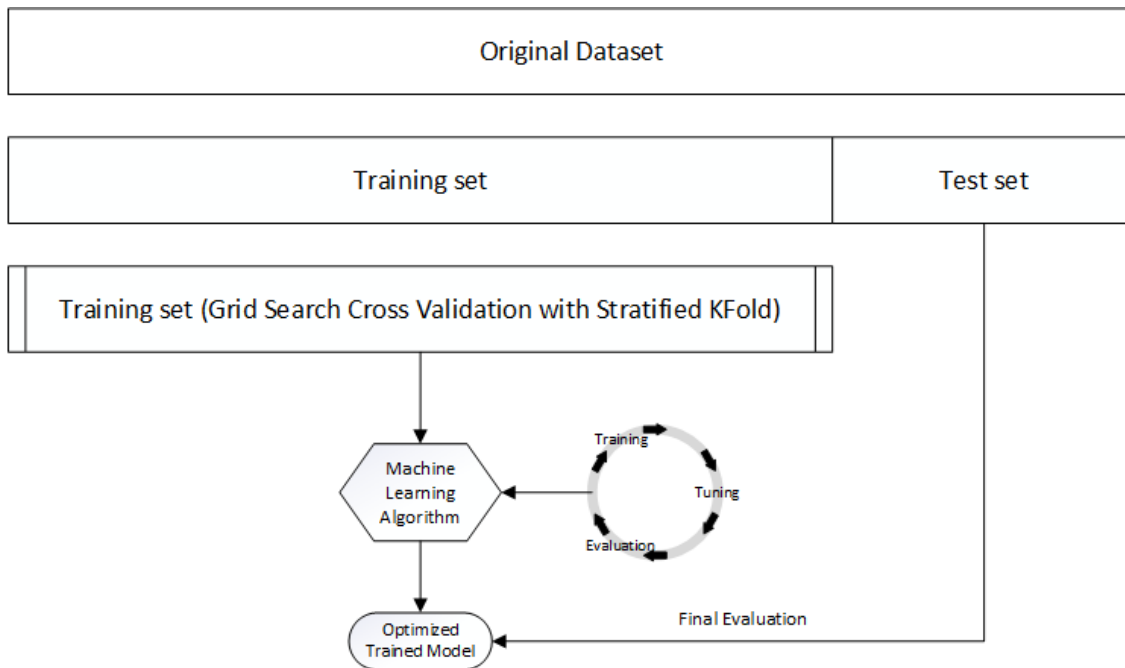 Original Dataset
Training set
Test set
Training set (Grid Search Cross Validation with Stratified KFold)
Machine
Learning
Algorithm
Training
Tuning
Evaluation
Optimized
Trained Model
Final Evaluation